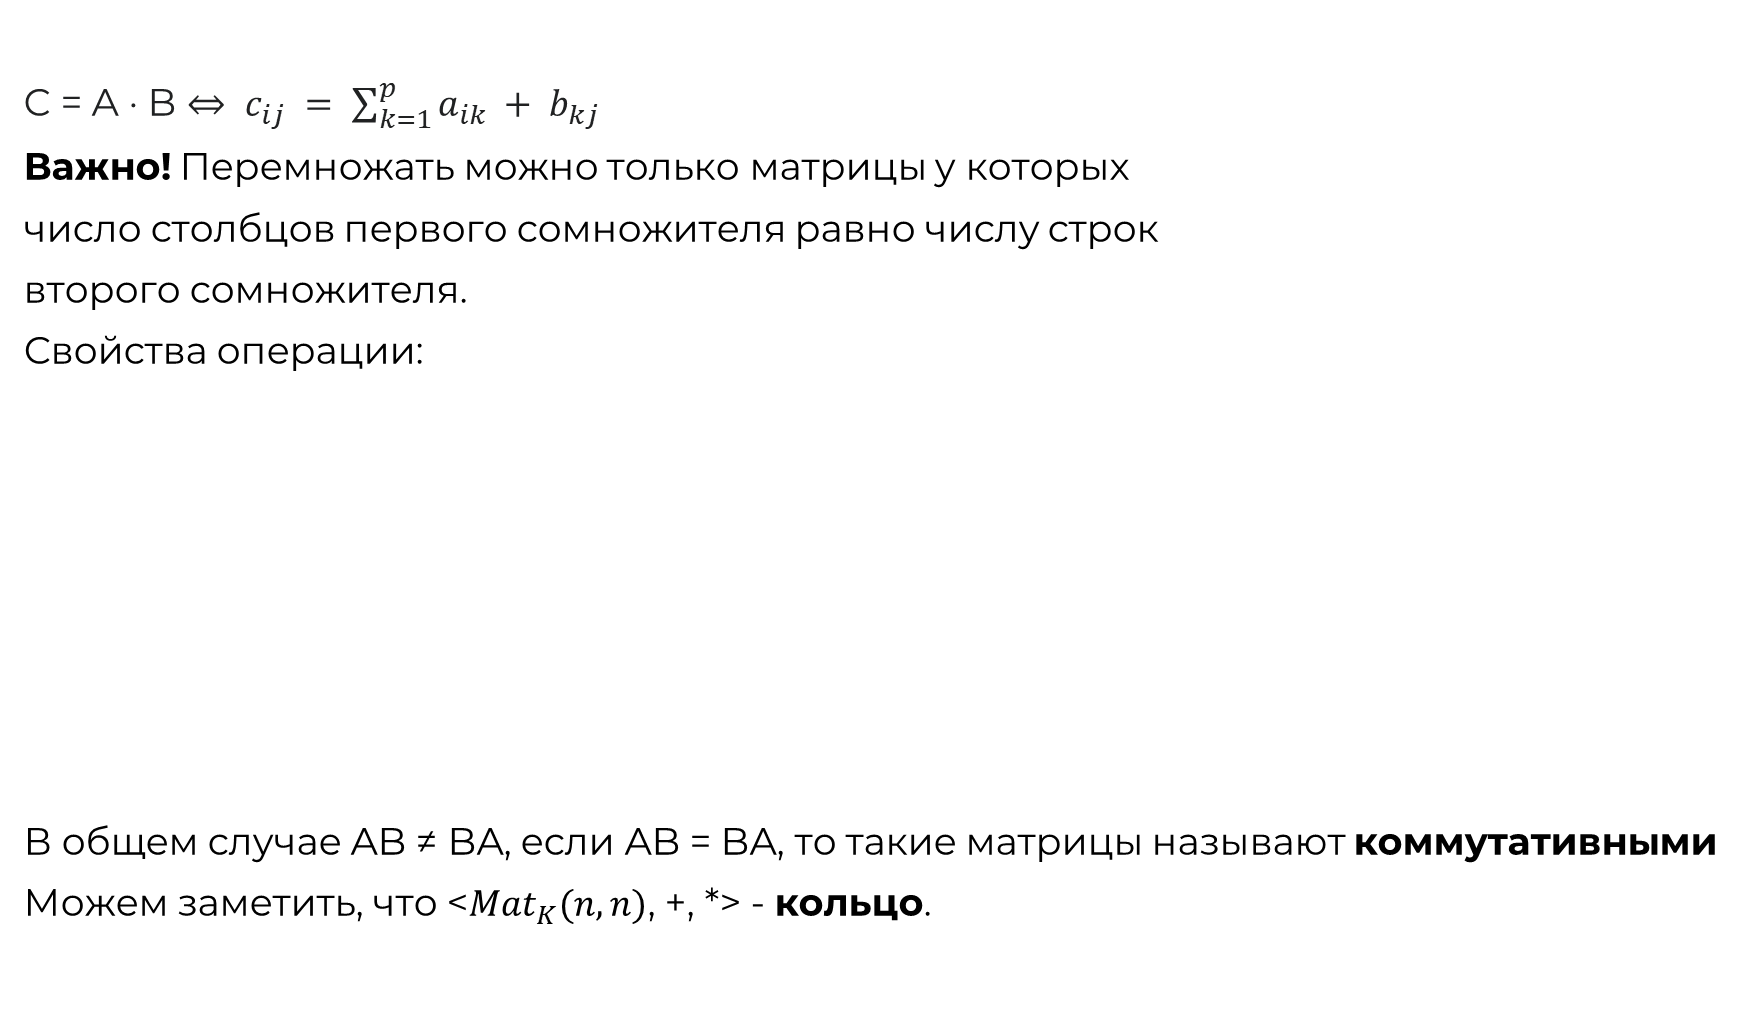 C = A · B ⇔ c_{ij} = ∑_{k=1}^{p} a_{ik} + b_{kj}
Важно! Перемножать можно только матрицы у которых
число столбцов первого сомножителя равно числу строк
второго сомножителя.
Свойства операции:
В общем случае AB ≠ BA, если AB = BA, то такие матрицы называют коммутативными
Можем заметить, что <Mat_K(n, n), +, *> - кольцо.